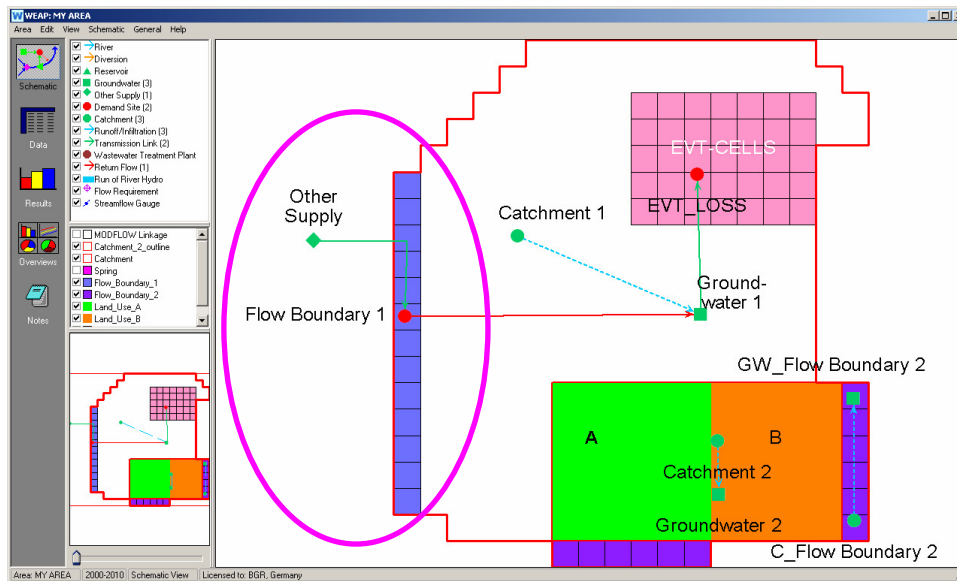 WEAP: MY AREA
Area Edit View Schematic General Help
Schematic
Data
Results
Overviews
Notes
River
Diversion
Reservoir
Groundwater (3)
Other Supply (1)
Demand Site (2)
Catchment (3)
Runoff/Infiltration (3)
Transmission Link (2)
Wastewater Treatment Plant
Return Flow (1)
Run of River Hydro
Flow Requirement
Streamflow Gauge
MODFLOW Linkage
Catchment_2_outline
Catchment
Spring
Flow_Boundary_1
Flow_Boundary_2
Land_Use_A
Land_Use_B
EVT-CELLS
EVT_LOSS
Other
Supply
Catchment 1
Ground-
water 1
Flow Boundary 1
GW_Flow Boundary 2
A
B
Catchment 2
Groundwater 2
C_Flow Boundary 2
Area: MY AREA 2000-2010 Schematic View Licensed to: BGR, Germany